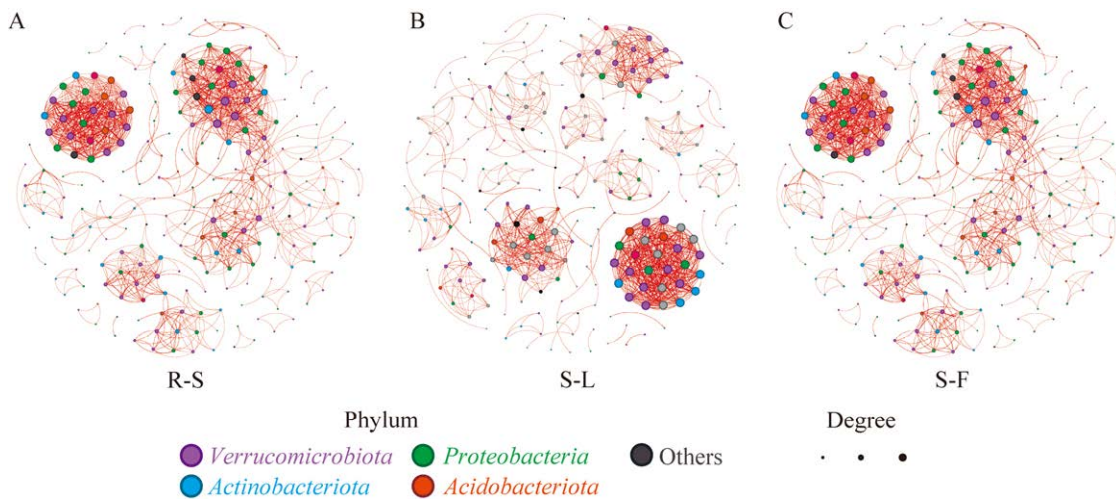 A B C
R-S S-L S-F
Phylum Degree
Verrucomicrobiota Proteobacteria Others
Actinobacteriota Acidobacteriota